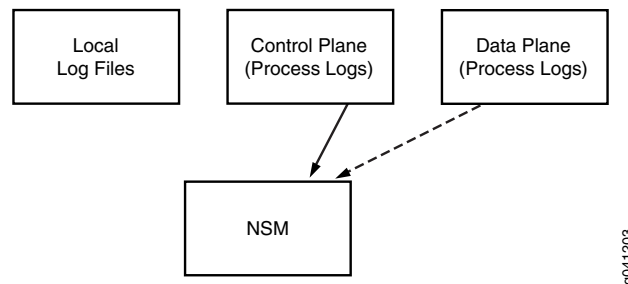 Local
Log Files
Control Plane
(Process Logs)
Data Plane
(Process Logs)
NSM
g041203